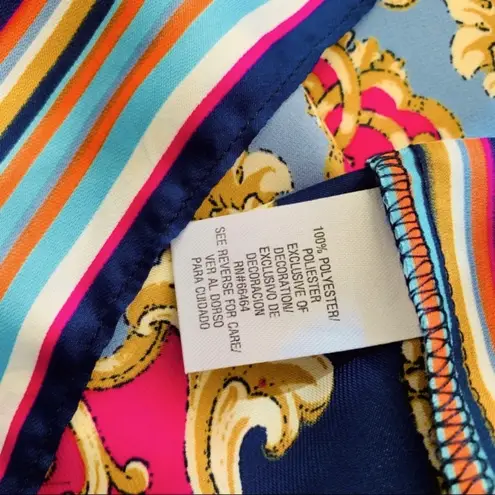 100% POLYESTER/
POLIESTER
EXCLUSIVE OF
DECORATION/
EXCLUSIVO DE
DECORACION
SEE REVERSE FOR CARE/
RN#66464
VER AL DORSO
PARA CUIDADO